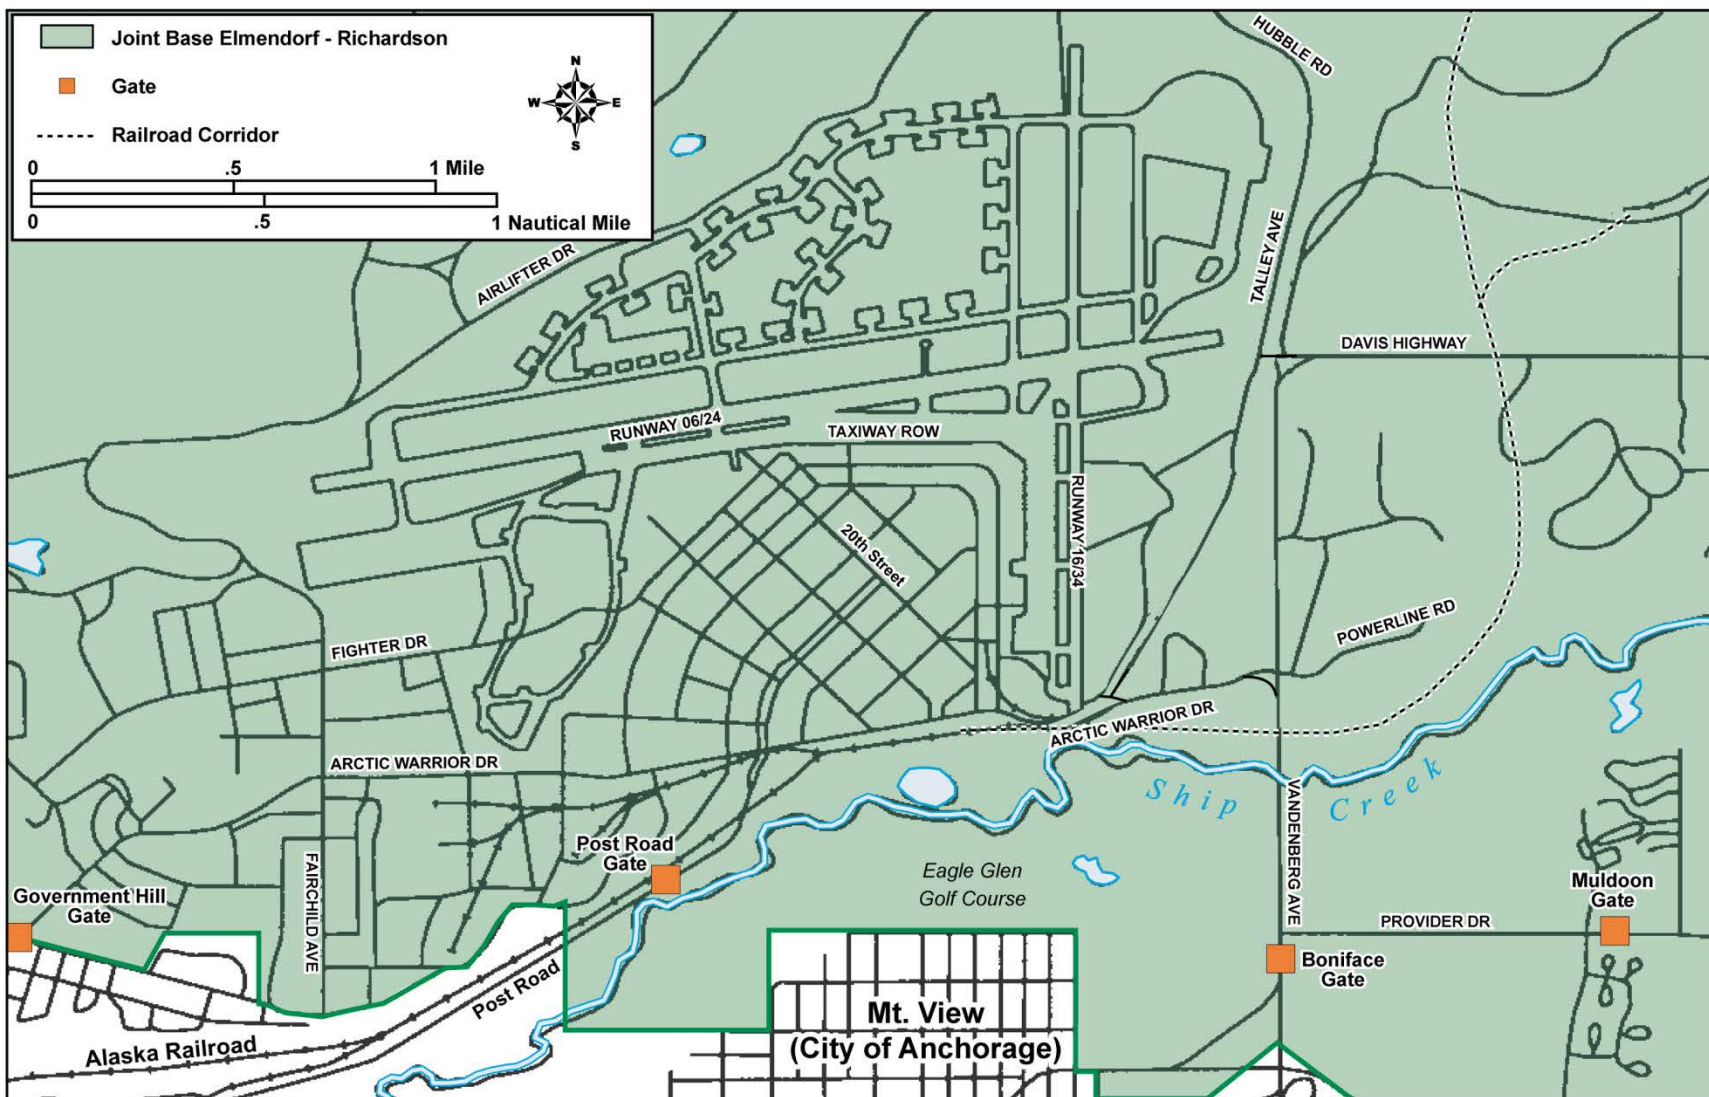 Joint Base Elmendorf - Richardson
Gate
Railroad Corridor
N
W E
S
0 .5 1 Mile
0 .5 1 Nautical Mile
HUBBLE RD
AIRLIFTER DR
TALLEY AVE
DAVIS HIGHWAY
RUNWAY 06/24
TAXIWAY ROW
RUNWAY 16/34
20th Street
FIGHTER DR
POWERLINE RD
ARCTIC WARRIOR DR
ARCTIC WARRIOR DR
Ship Creek
VANDENBERG AVE
Post Road
Gate
Eagle Glen
Golf Course
FAIRCHILD AVE
Government Hill
Gate
Muldoon
Gate
PROVIDER DR
Boniface
Gate
Post Road
Mt. View
(City of Anchorage)
Alaska Railroad